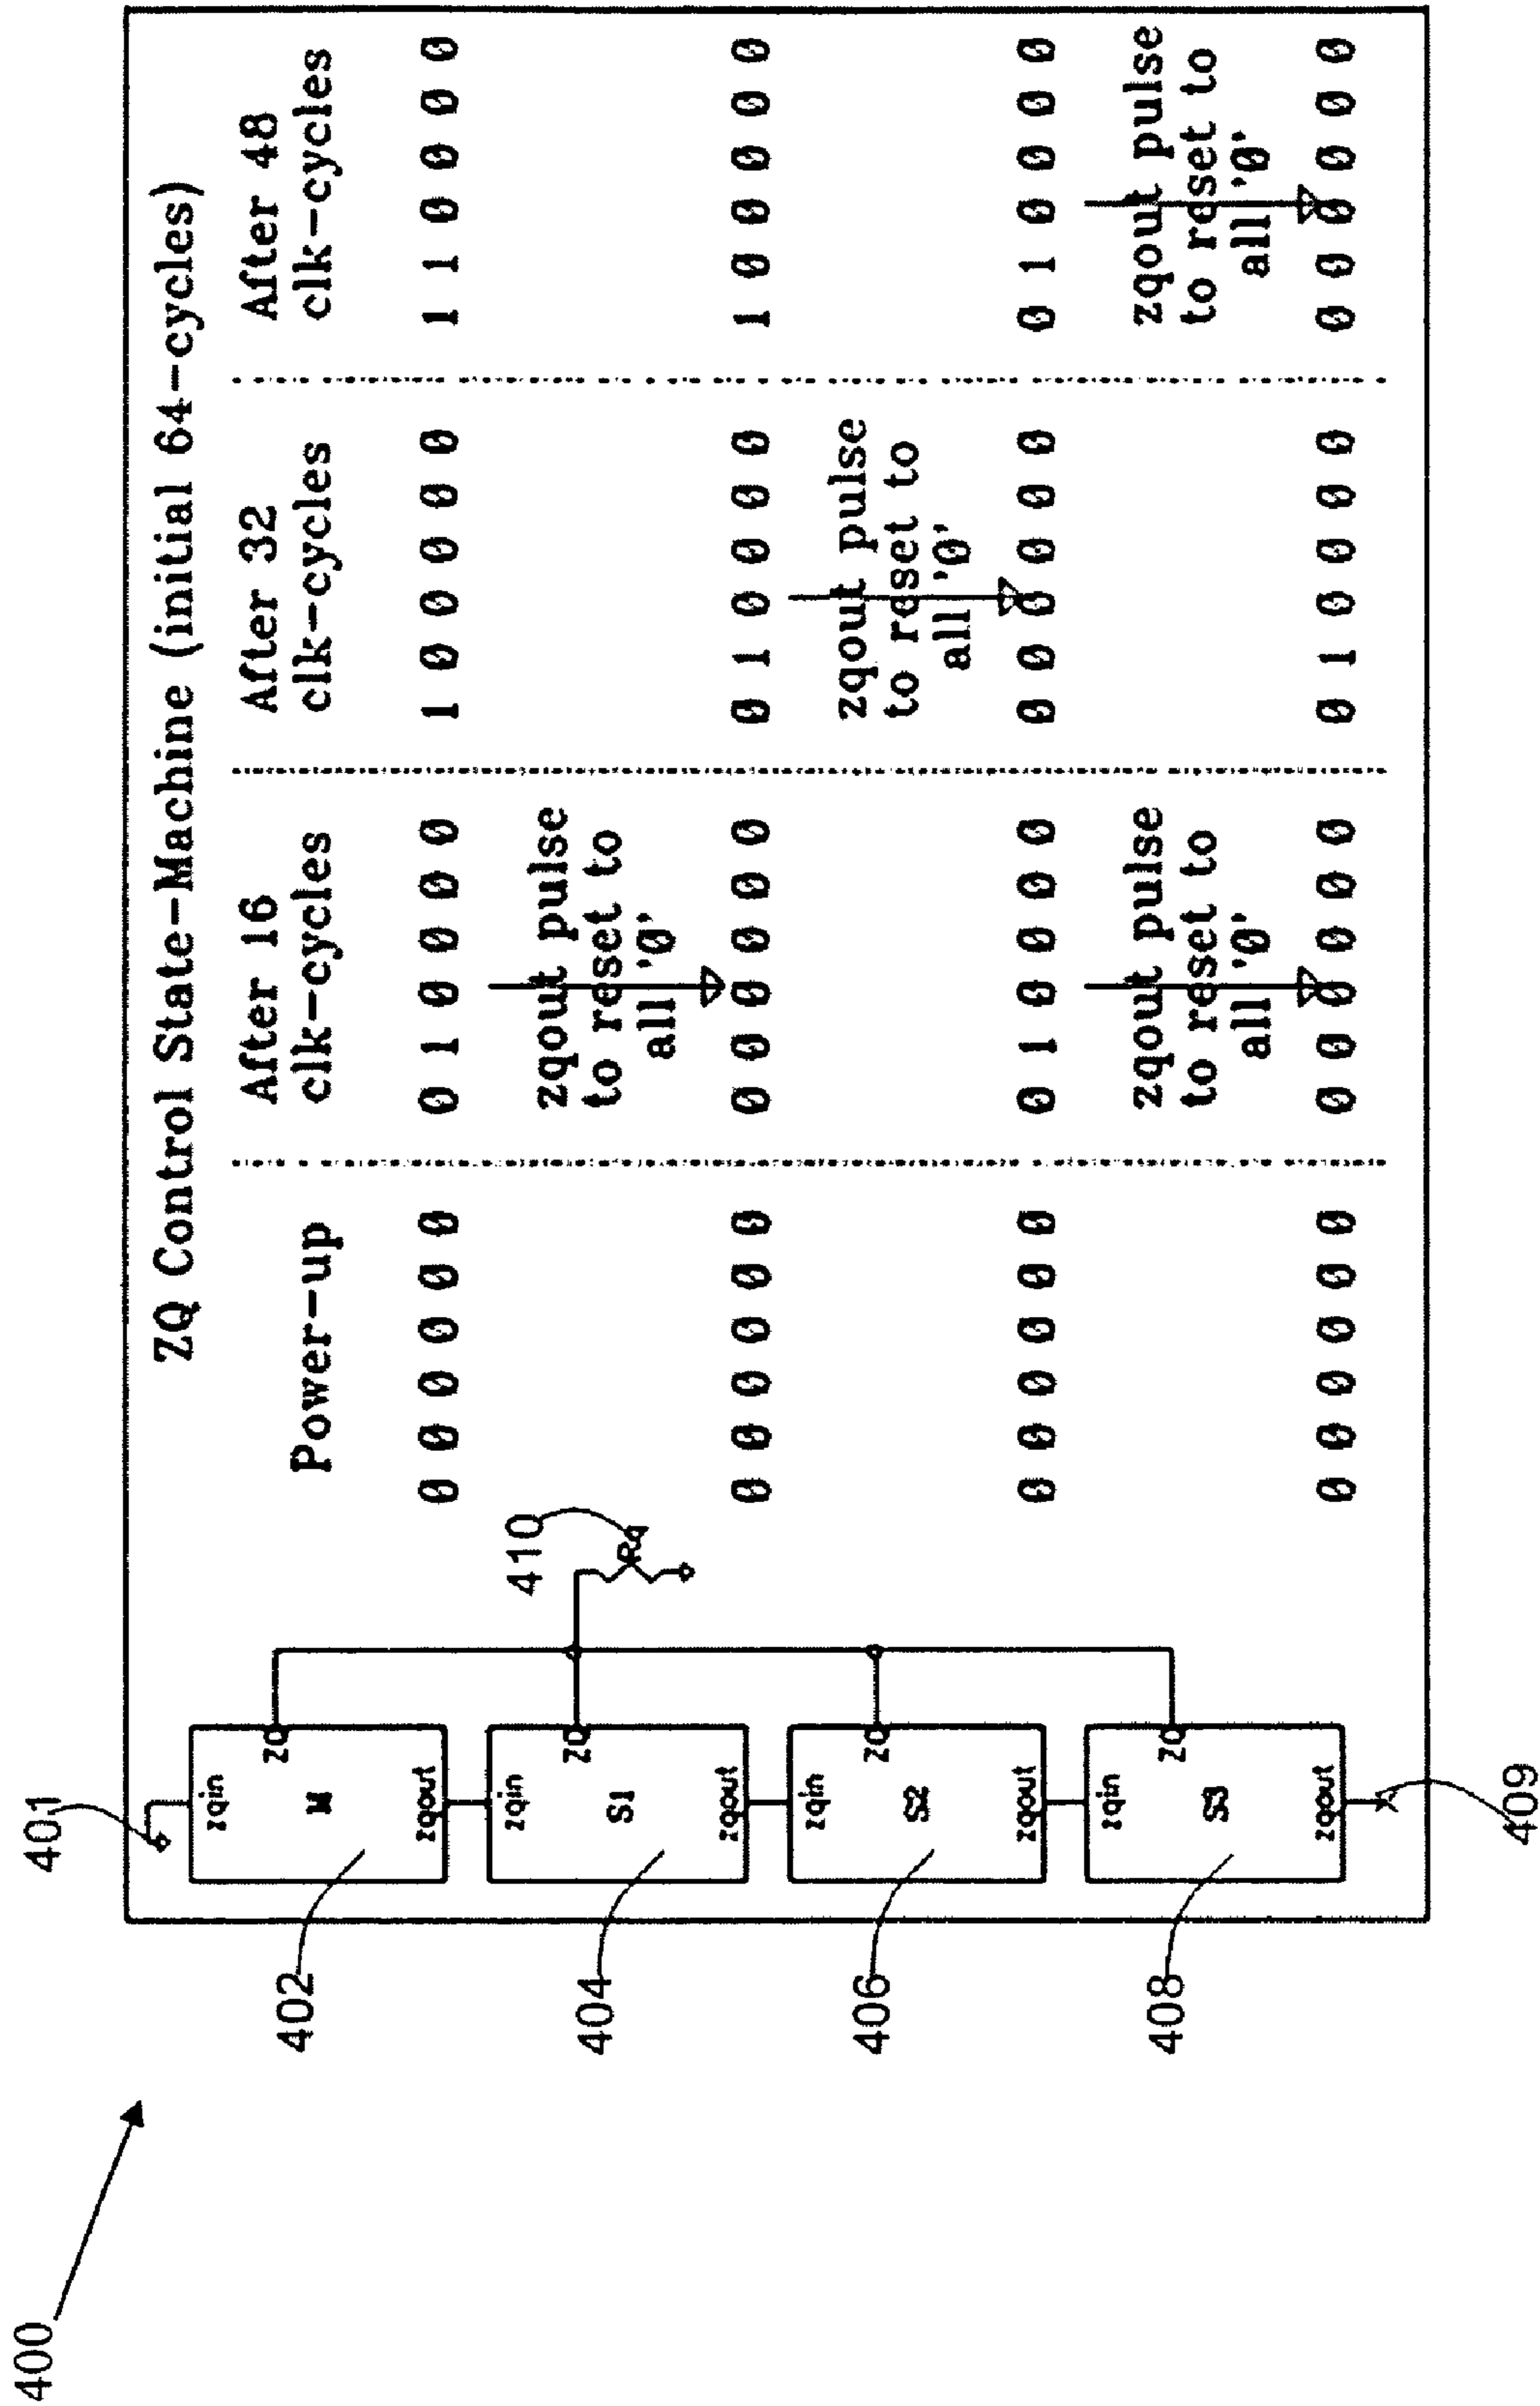 400
401
ZQ Control State-Machine (initial 64-cycles)
Power-up
After 16
clk-cycles
After 32
clk-cycles
After 48
clk-cycles
402
zqin
M
ZQ
zqout
0 0 0 0 0 0
0 1 0 0 0 0
1 0 0 0 0 0
1 1 0 0 0 0
410
Rq
zqout pulse
to reset to
all '0'
404
zqin
S1
ZQ
zqout
0 0 0 0 0 0
0 0 0 0 0 0
0 1 0 0 0 0
1 0 0 0 0 0
zqout pulse
to reset to
all '0'
406
zqin
S2
ZQ
zqout
0 0 0 0 0 0
0 1 0 0 0 0
0 0 0 0 0 0
0 1 0 0 0 0
zqout pulse
to reset to
all '0'
zqout pulse
to reset to
all '0'
408
zqin
S3
ZQ
zqout
0 0 0 0 0 0
0 0 0 0 0 0
0 1 0 0 0 0
0 0 0 0 0 0
409